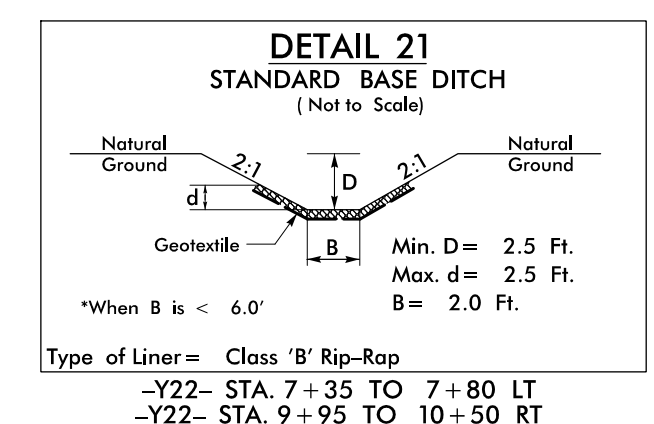 DETAIL 21
STANDARD BASE DITCH
( Not to Scale)
Natural Natural
Ground 2:1 2:1 Ground
D
d
Geotextile B
Min. D = 2.5 Ft.
Max. d = 2.5 Ft.
*When B is < 6.0' B = 2.0 Ft.
Type of Liner = Class 'B' Rip-Rap
-Y22- STA. 7+35 TO 7+80 LT
-Y22- STA. 9+95 TO 10+50 RT